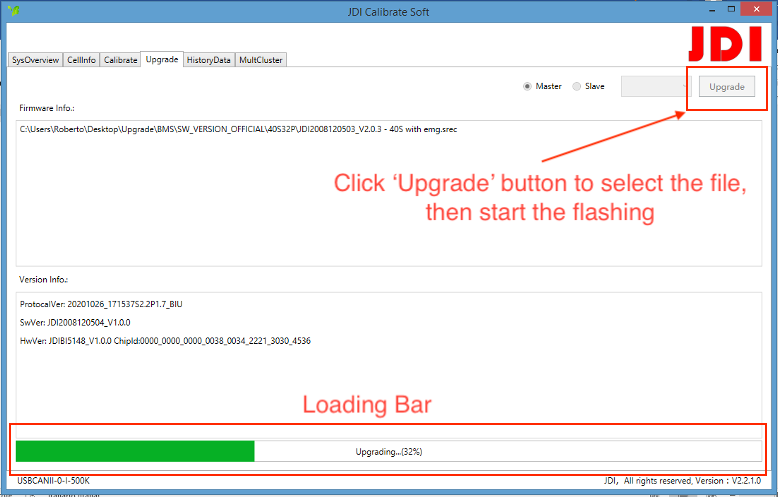 JDI Calibrate Soft
JDI
SysOverview CellInfo Calibrate Upgrade HistoryData MultCluster
Master Slave Upgrade
Firmware Info.:
C:\Users\Roberto\Desktop\Upgrade\BMS\SW_VERSION_OFFICIAL\40S32P\JDI2008120503_V2.0.3 - 40S with emg.srec
Click ‘Upgrade’ button to select the file,
then start the flashing
Version Info.:
ProtocalVer: 20201026_171537S2.2P1.7_BIU
SwVer: JDI2008120504_V1.0.0
HwVer: JDIBI5148_V1.0.0 ChipId:0000_0000_0000_0038_0034_2221_3030_4536
Loading Bar
Upgrading...(32%)
USBCANII-0-I-500K
JDI, All rights reserved, Version : V2.2.1.0